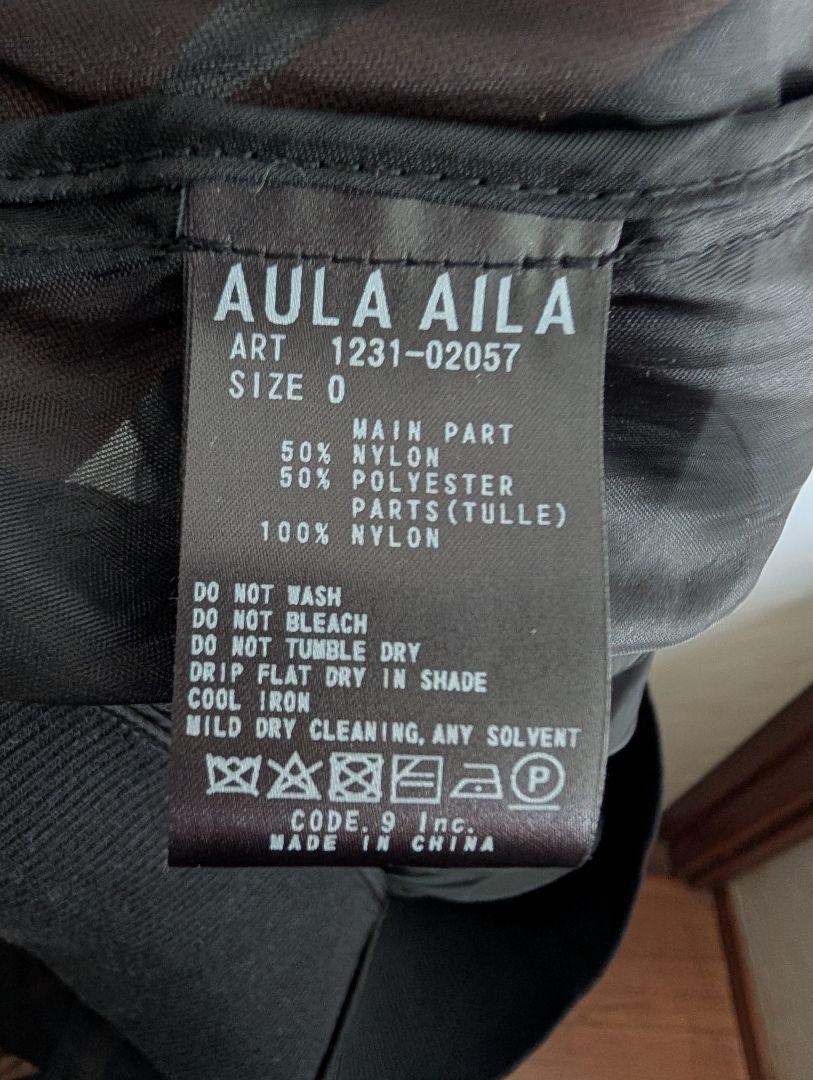 AULA AILA
ART 1231-02057
SIZE 0
MAIN PART
50% NYLON
50% POLYESTER
PARTS(TULLE)
100% NYLON
DO NOT WASH
DO NOT BLEACH
DO NOT TUMBLE DRY
DRIP FLAT DRY IN SHADE
COOL IRON
MILD DRY CLEANING, ANY SOLVENT
P
CODE. 9 Inc.
MADE IN CHINA